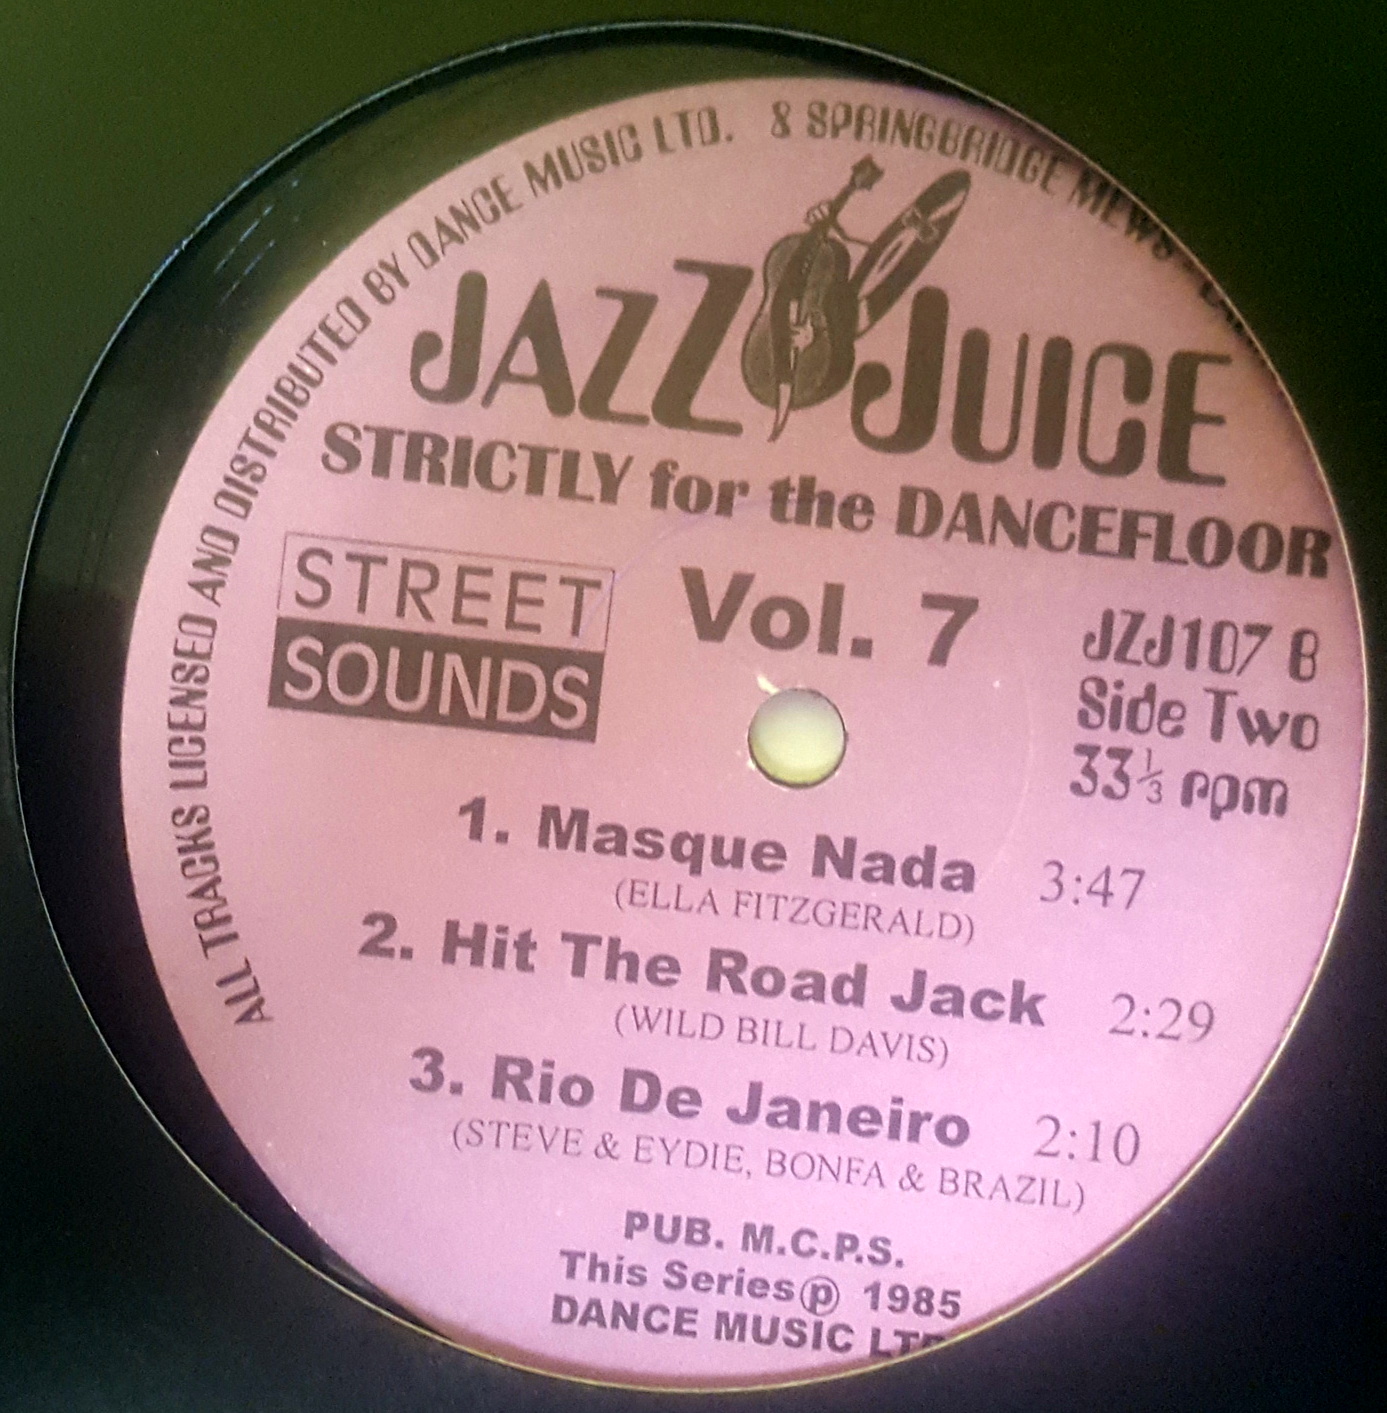 ALL TRACKS LICENSED AND DISTRIBUTED BY DANCE MUSIC LTD. 8 SPRINGBRIDGE MEWS
JAZZ JUICE
STRICTLY for the DANCEFLOOR
STREET
SOUNDS
Vol. 7
JZJ107 B
Side Two
33⅓ rpm
1. Masque Nada 3:47
(ELLA FITZGERALD)
2. Hit The Road Jack 2:29
(WILD BILL DAVIS)
3. Rio De Janeiro 2:10
(STEVE & EYDIE, BONFA & BRAZIL)
PUB. M.C.P.S.
This Series ℗ 1985
DANCE MUSIC